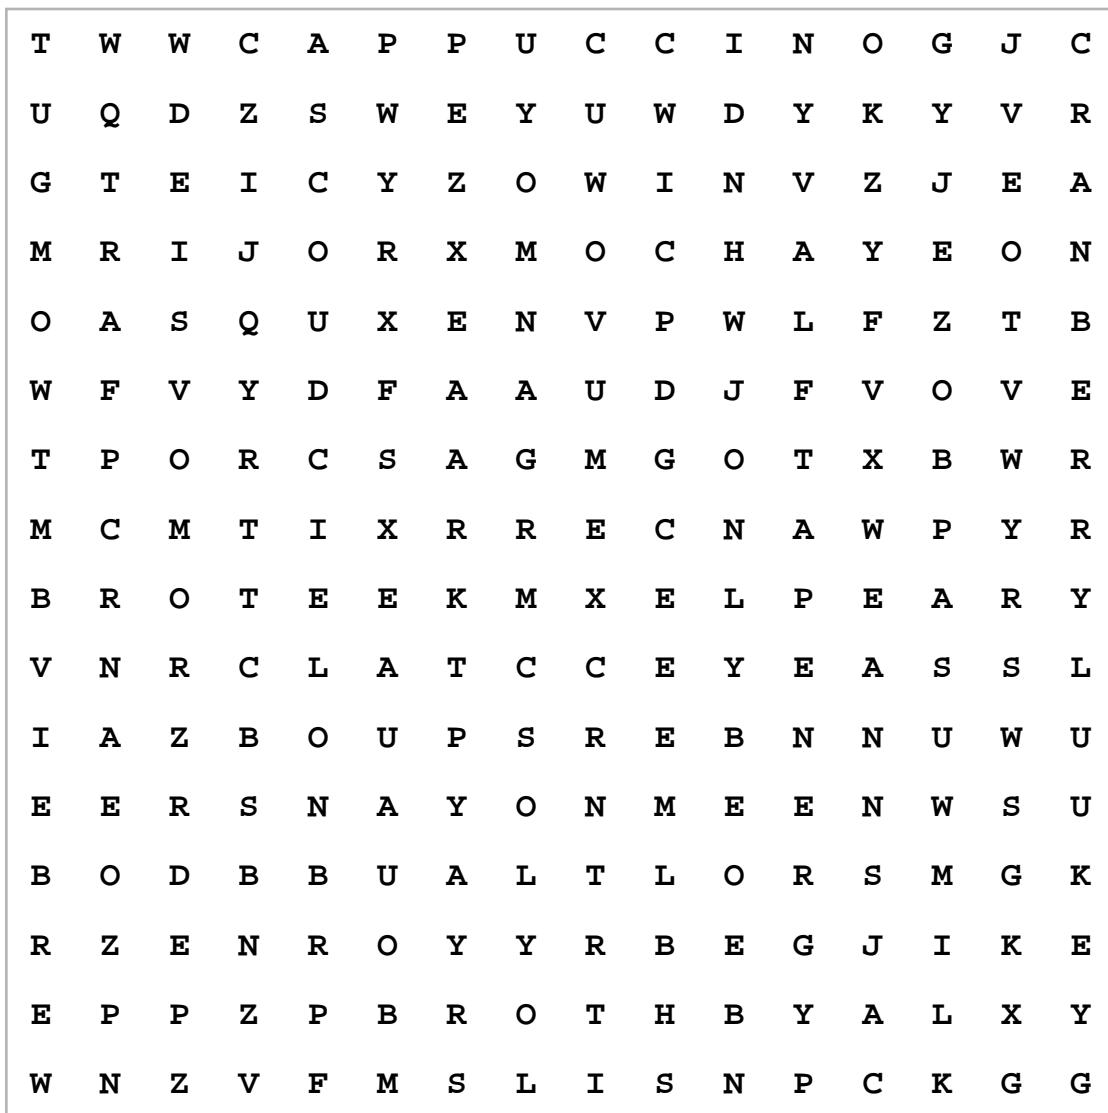 T W W C A P P U C C I N O G J C
U Q D Z S W E Y U W D Y K Y V R
G T E I C Y Z O W I N V Z J E A
M R I J O R X M O C H A Y E O N
O A S Q U X E N V P W L F Z T B
W F V Y D F A A U D J F V O V E
T P O R C S A G M G O T X B W R
M C M T I X R R E C N A W P Y R
B R O T E E K M X E L P E A R Y
V N R C L A T C C E Y E A S S L
I A Z B O U P S R E B N N U W U
E E R S N A Y O N M E E N W S U
B O D B B U A L T L O R S M G K
R Z E N R O Y Y R B E G J I K E
E P P Z P B R O T H B Y A L X Y
W N Z V F M S L I S N P C K G G